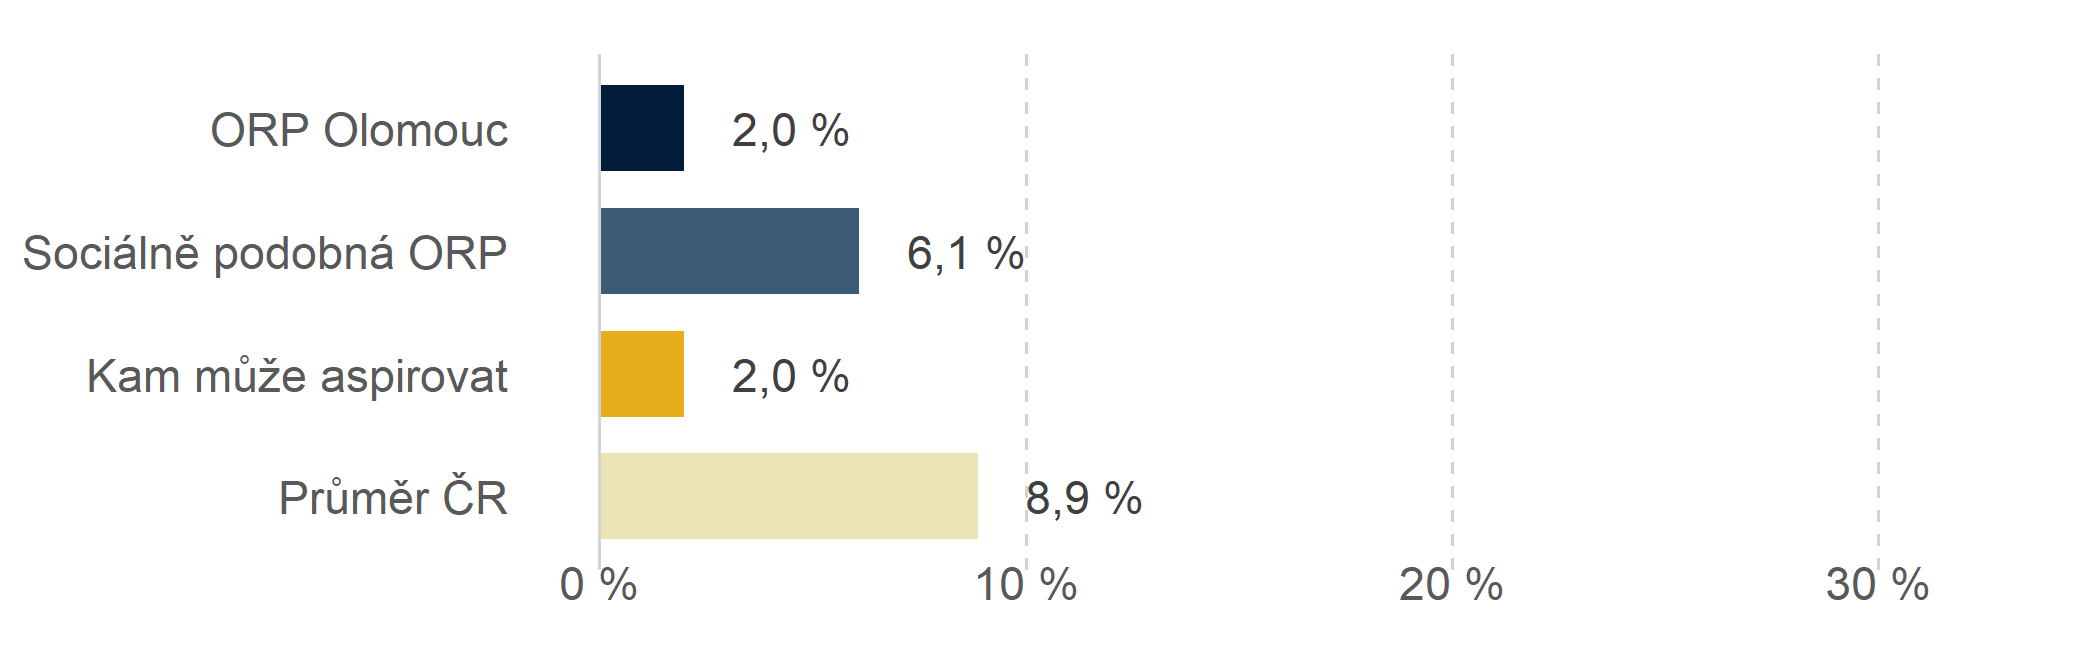 ORP Olomouc
2,0 %
Sociálně podobná ORP
6,1 %
Kam může aspirovat
2,0 %
Průměr ČR
8,9 %
0 %
10 %
20 %
30 %